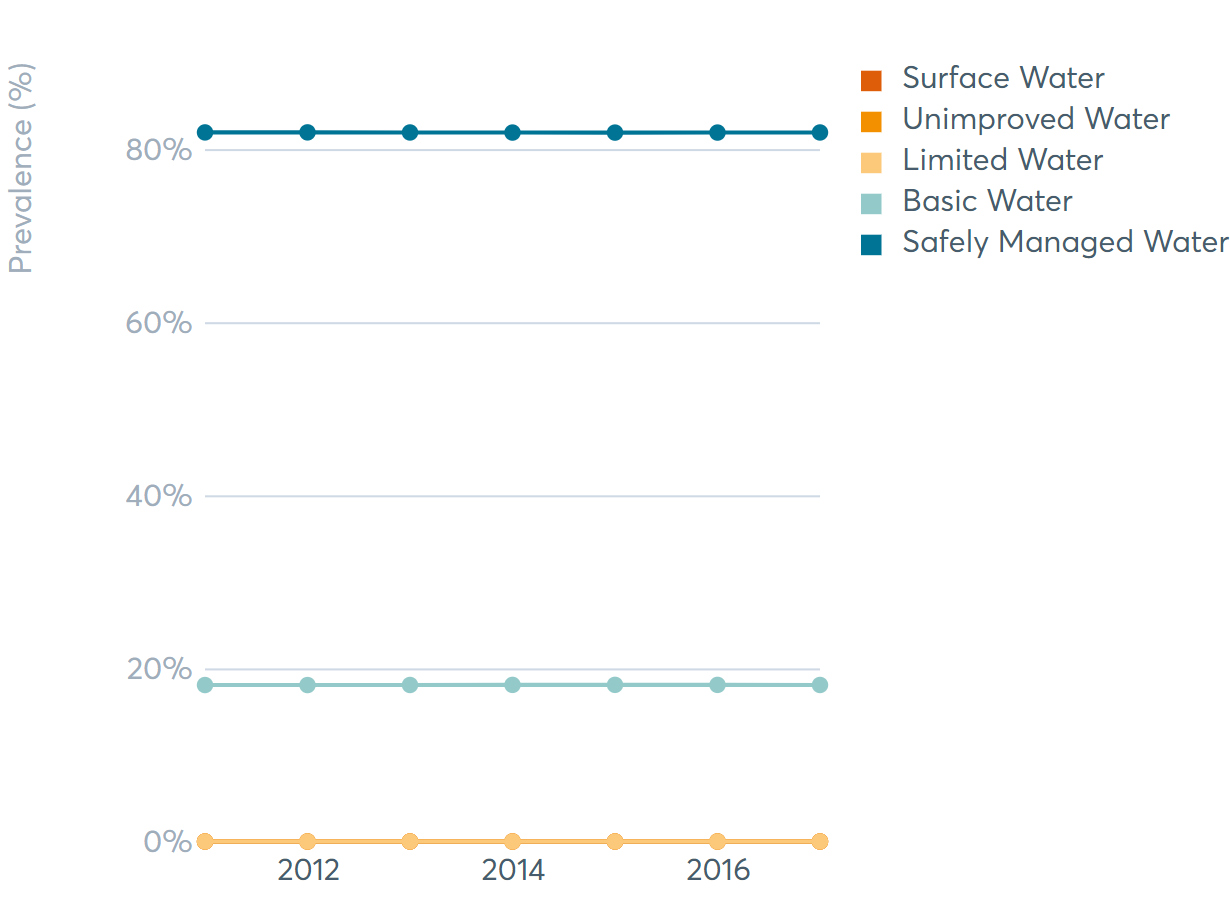 Prevalence (%)
80%
60%
40%
20%
0%
2012
2014
2016
Surface Water
Unimproved Water
Limited Water
Basic Water
Safely Managed Water